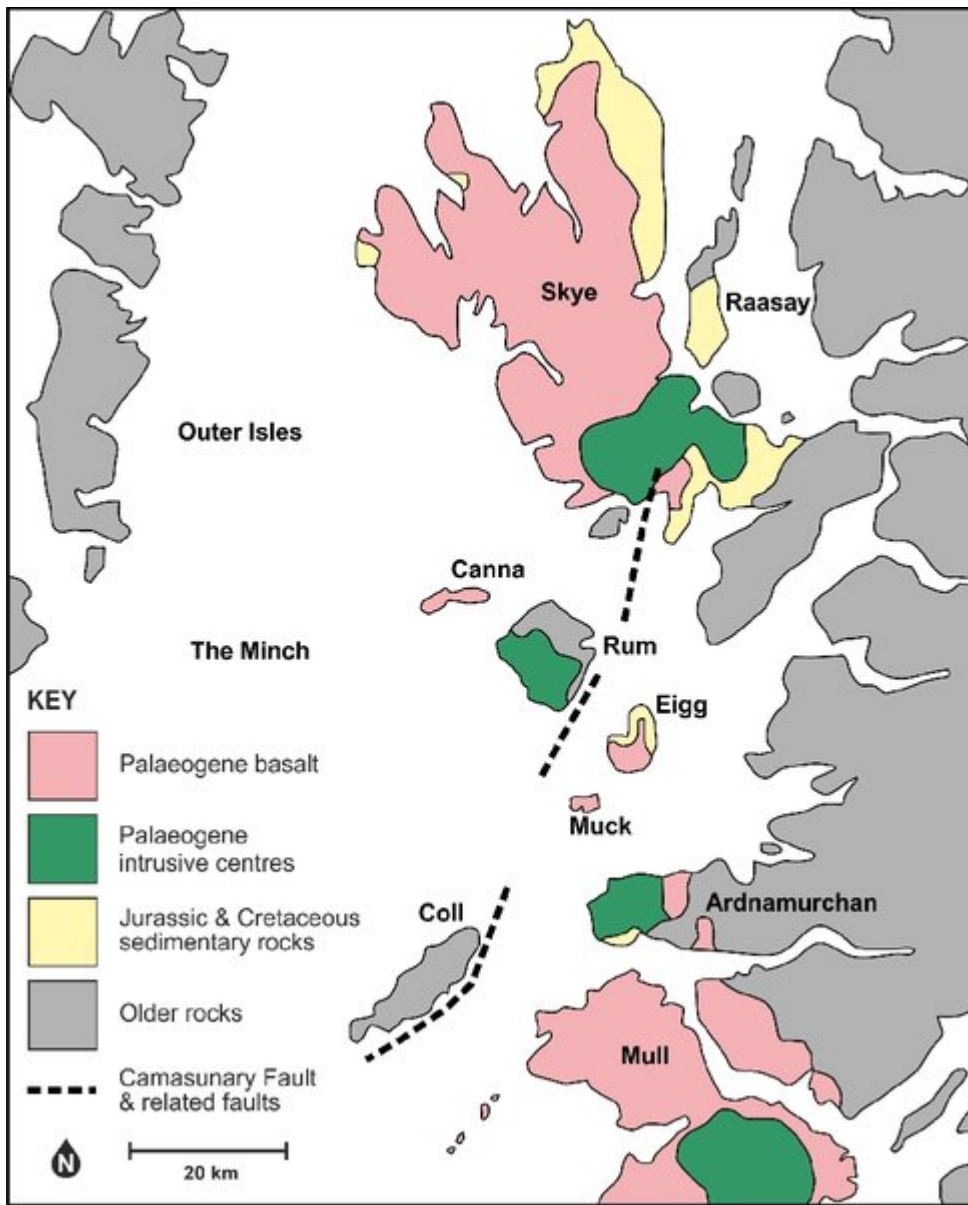 Skye
Raasay
Outer Isles
Canna
The Minch
Rum
Eigg
Muck
Coll
Ardnamurchan
Mull
KEY
Palaeogene basalt
Palaeogene
intrusive centres
Jurassic & Cretaceous
sedimentary rocks
Older rocks
Camasunary Fault
& related faults
N
20 km